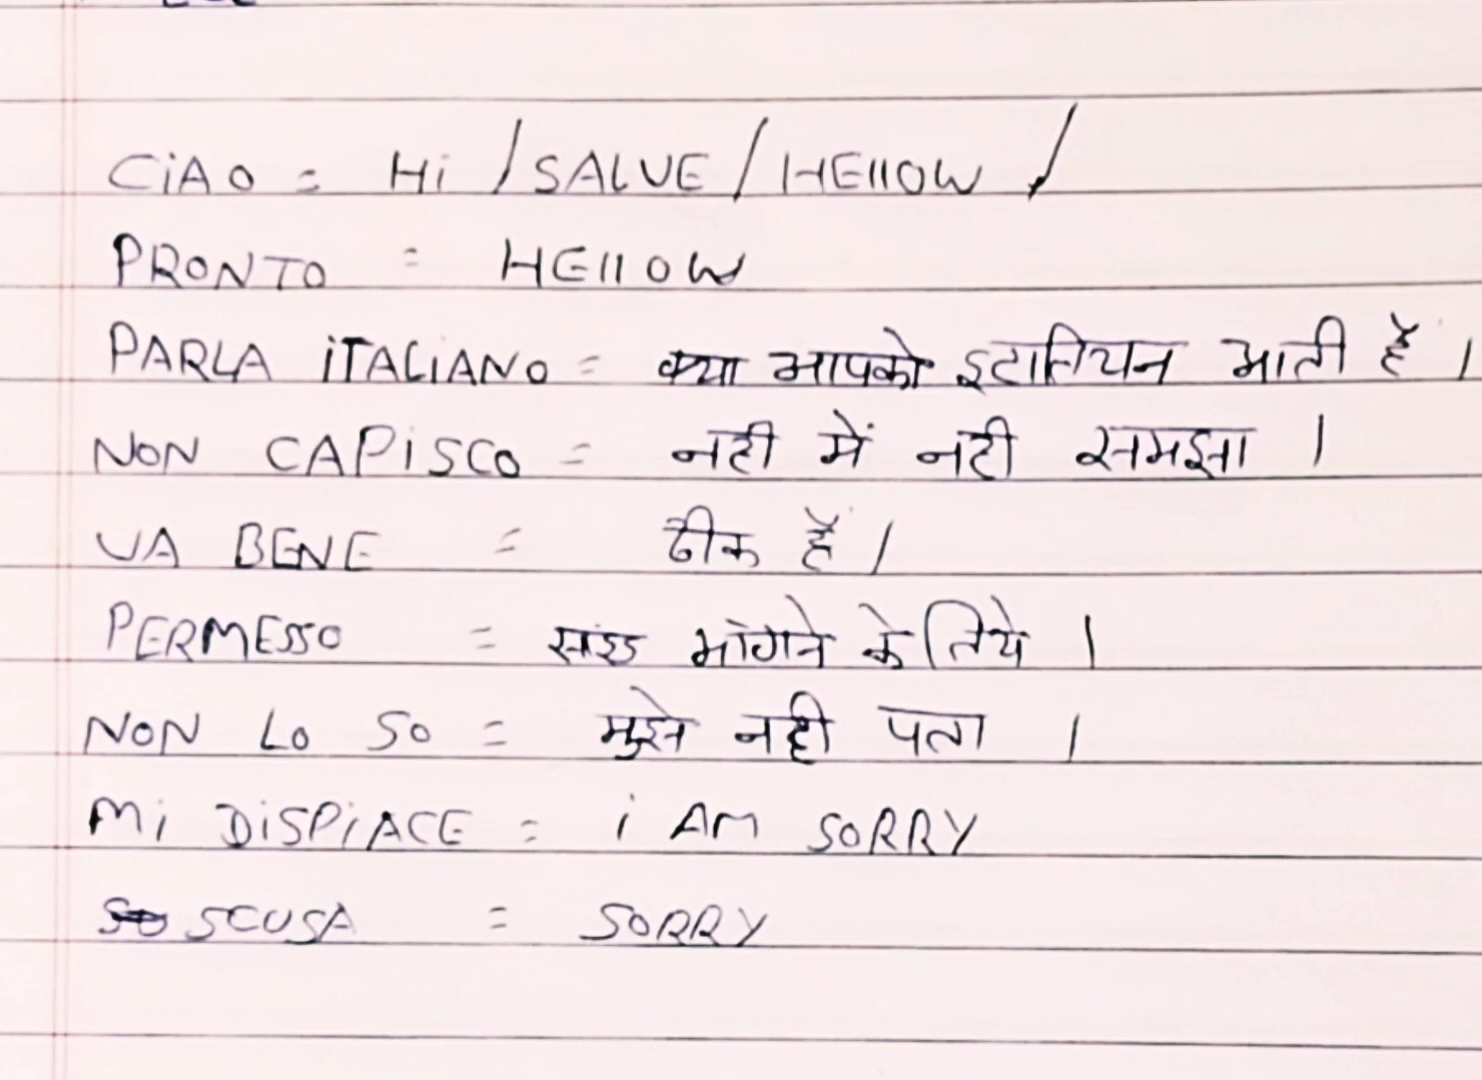 CiAO = Hi / SALVE / HEllOW /
PRONTO = HEllOW
PARLA iTALiANO = क्या आपको इटालियन आती है ।
NON CAPiSCO = नही में नही समझा ।
VA BENE = ठीक है ।
PERMESSO = साइड मांगने के लिये ।
NON LO SO = मुझे नही पता ।
Mi DiSPiACE = i AM SORRY
SCUSA = SORRY